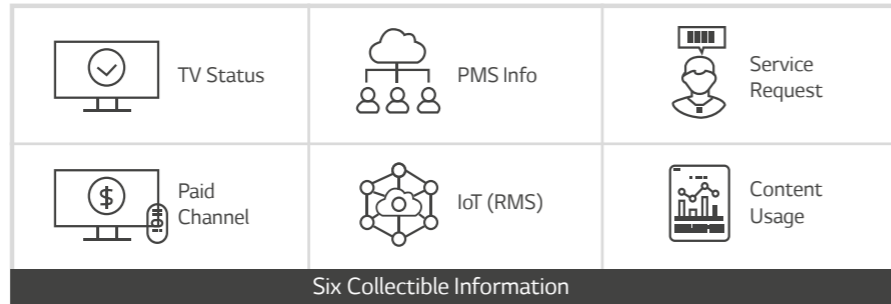 TV Status
PMS Info
Service
Request
$
Paid
Channel
IoT (RMS)
Content
Usage
Six Collectible Information